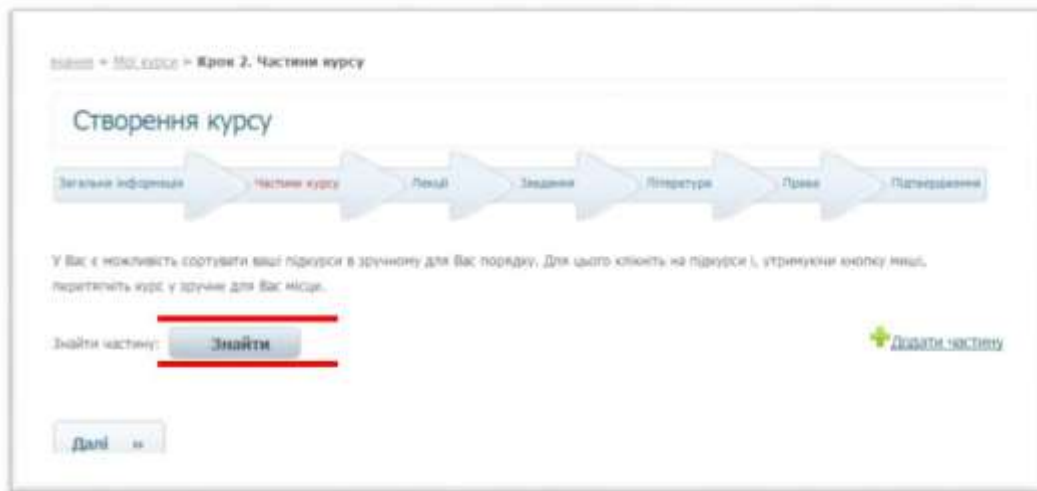 » Мої курси » Крок 2. Частини курсу
Створення курсу
Загальна інформація Частини курсу Лекції Завдання Література Права Підтвердження
У Вас є можливість сортувати ваші підкурси в зручному для Вас порядку. Для цього клікніть на підкурси і, утримуючи кнопку миші,
перетягніть курс у зручне для Вас місце.
Знайти частину: Знайти Додати частину
Далі »